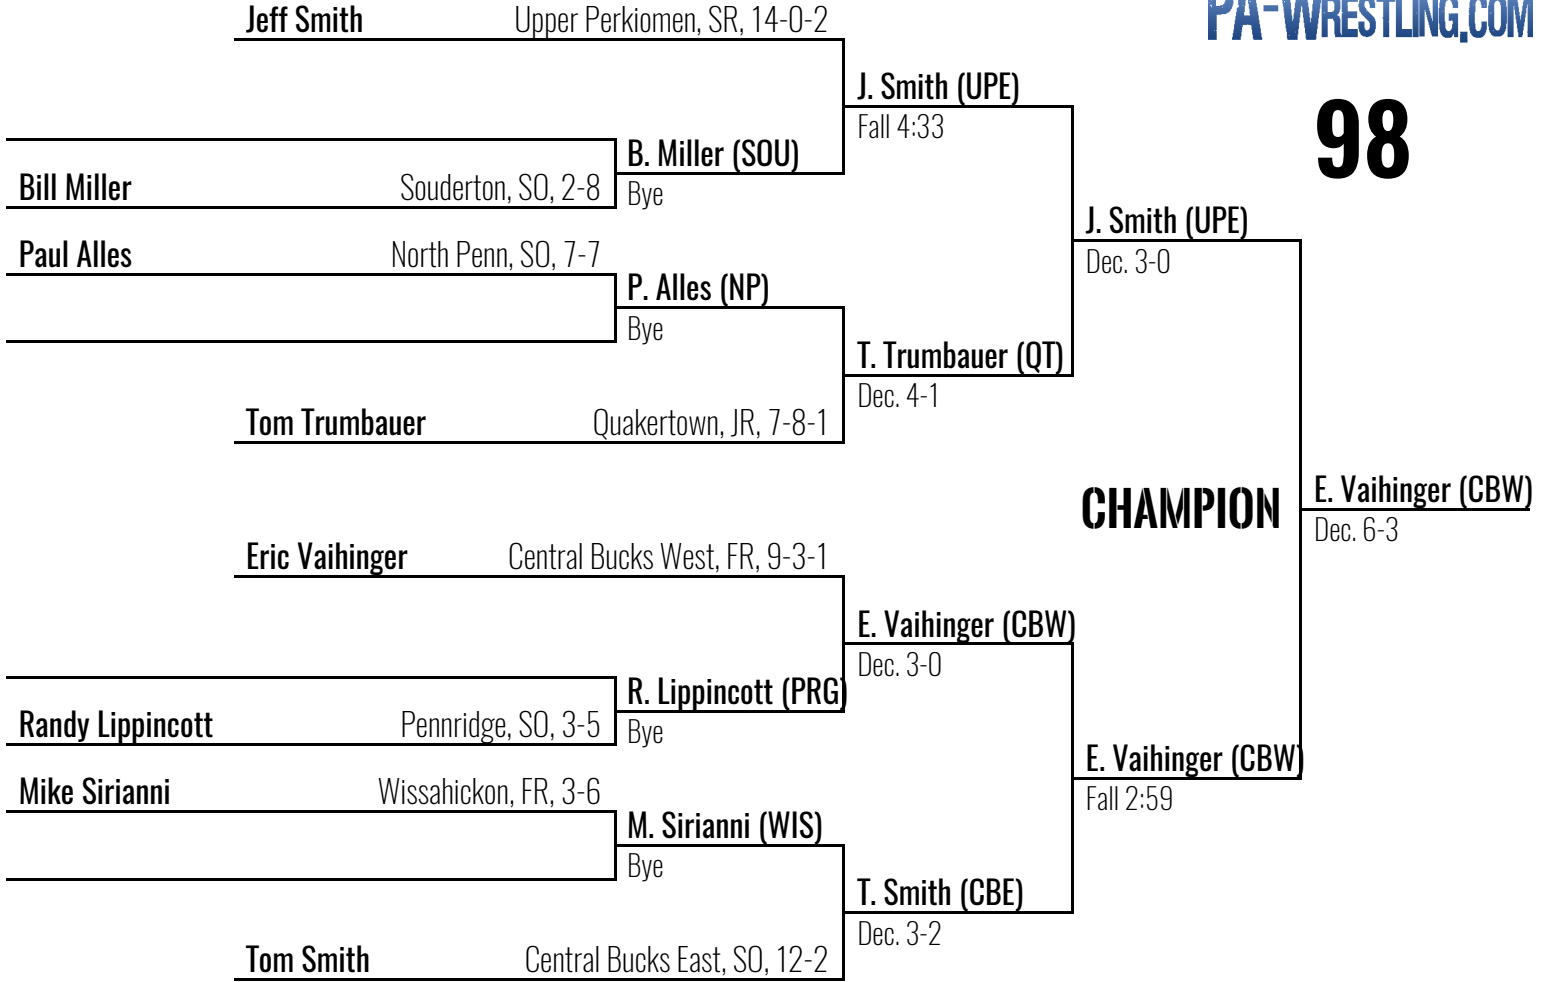 Jeff Smith Upper Perkiomen, SR, 14-0-2
PA-WRESTLING.COM
J. Smith (UPE)
Fall 4:33
98
B. Miller (SOU)
Bill Miller Souderton, SO, 2-8
Bye
J. Smith (UPE)
Dec. 3-0
Paul Alles North Penn, SO, 7-7
P. Alles (NP)
Bye
T. Trumbauer (QT)
Dec. 4-1
Tom Trumbauer Quakertown, JR, 7-8-1
CHAMPION
E. Vaihinger (CBW)
Dec. 6-3
Eric Vaihinger Central Bucks West, FR, 9-3-1
E. Vaihinger (CBW)
Dec. 3-0
R. Lippincott (PRG)
Randy Lippincott Pennridge, SO, 3-5
Bye
E. Vaihinger (CBW)
Fall 2:59
Mike Sirianni Wissahickon, FR, 3-6
M. Sirianni (WIS)
Bye
T. Smith (CBE)
Dec. 3-2
Tom Smith Central Bucks East, SO, 12-2